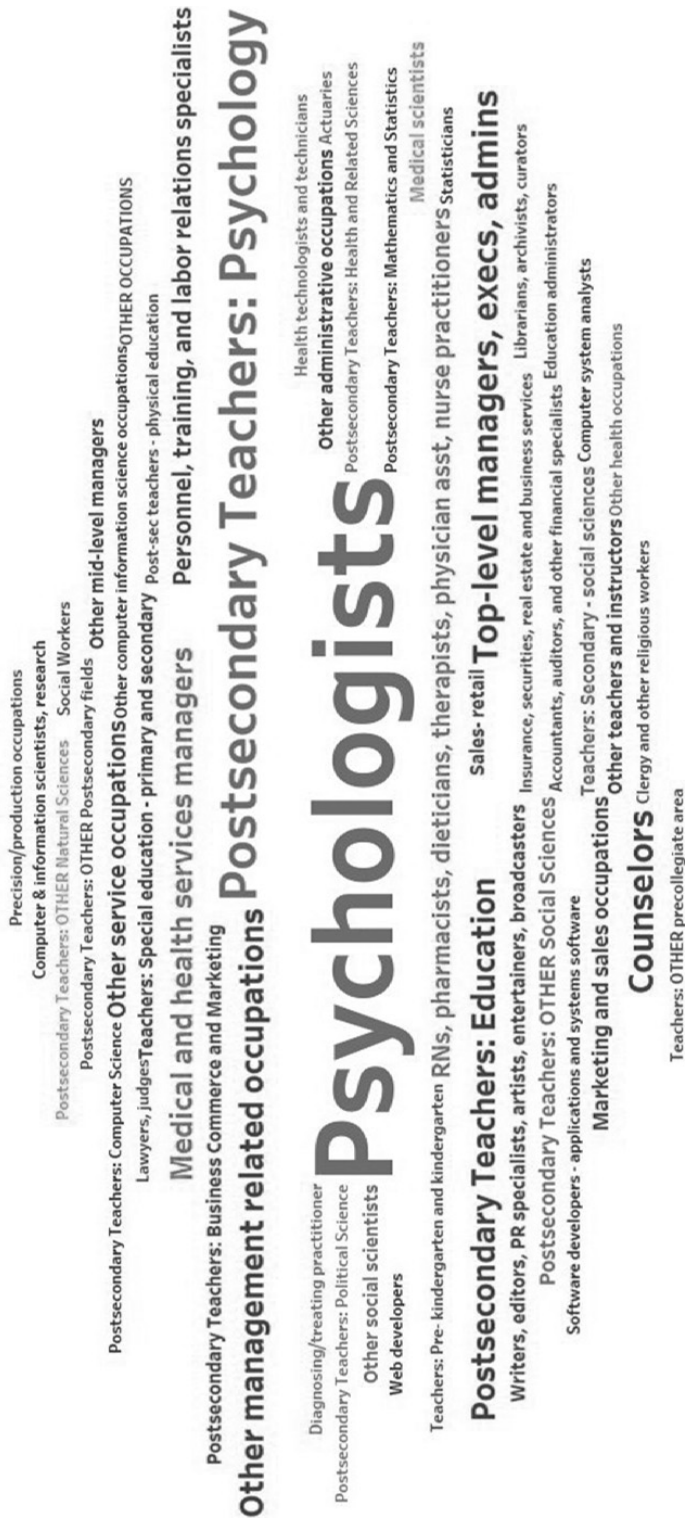 Precision/production occupations
Computer & information scientists, research
Postsecondary Teachers: OTHER Natural Sciences Social Workers
Postsecondary Teachers: OTHER Postsecondary fields
Other mid-level managers
Postsecondary Teachers: Computer Science Other service occupations Other computer information science occupations OTHER OCCUPATIONS
Lawyers, judges Teachers: Special education - primary and secondary Post-sec teachers - physical education
Medical and health services managers Personnel, training, and labor relations specialists
Postsecondary Teachers: Business Commerce and Marketing
Postsecondary Teachers: Psychology
Other management related occupations
Health technologists and technicians
Diagnosing/treating practitioner
Other administrative occupations Actuaries
Postsecondary Teachers: Political Science
Postsecondary Teachers: Health and Related Sciences
Psychologists
Other social scientists
Web developers
Postsecondary Teachers: Mathematics and Statistics
Medical scientists
Teachers: Pre- kindergarten and kindergarten RNs, pharmacists, dieticians, therapists, physician asst, nurse practitioners Statisticians
Postsecondary Teachers: Education Sales- retail Top-level managers, execs, admins
Writers, editors, PR specialists, artists, entertainers, broadcasters Insurance, securities, real estate and business services Librarians, archivists, curators
Postsecondary Teachers: OTHER Social Sciences Accountants, auditors, and other financial specialists Education administrators
Software developers - applications and systems software Teachers: Secondary - social sciences Computer system analysts
Marketing and sales occupations Other teachers and instructors Other health occupations
Counselors Clergy and other religious workers
Teachers: OTHER precollegiate area